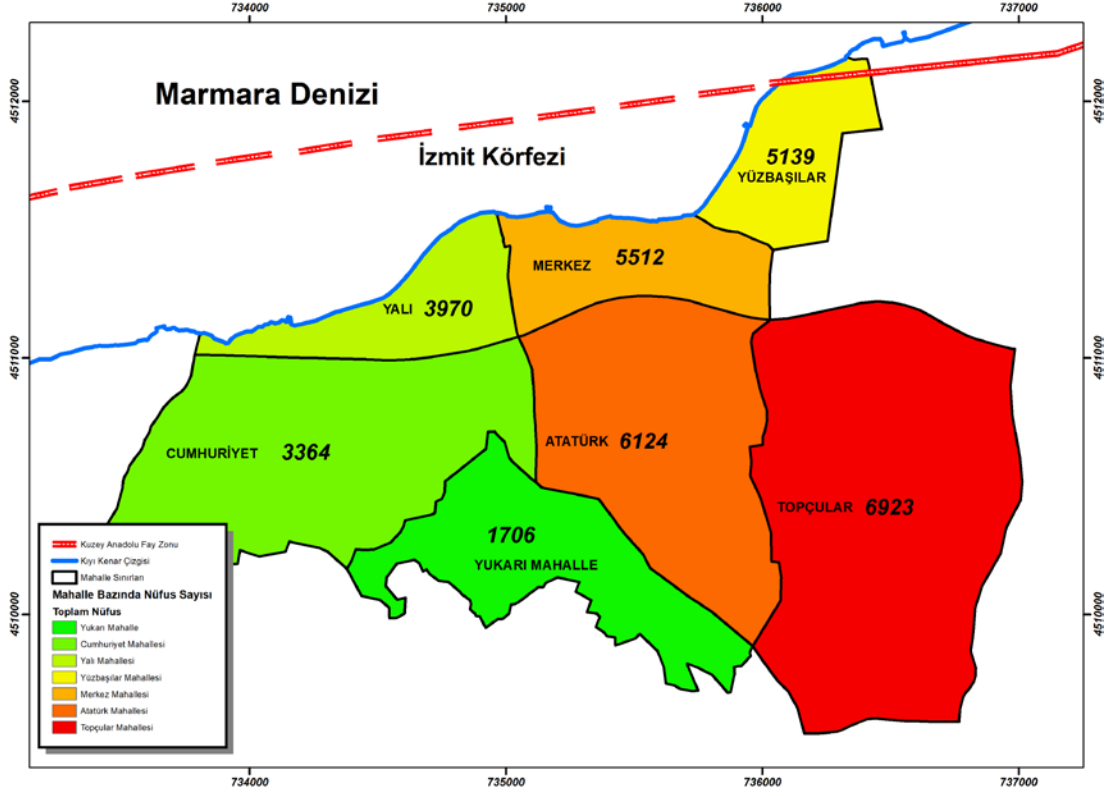 734000
735000
736000
737000
4512000
4512000
Marmara Denizi
İzmit Körfezi
5139
YÜZBAŞILAR
MERKEZ 5512
YALI 3970
4511000
4511000
CUMHURİYET 3364
ATATÜRK 6124
TOPÇULAR 6923
1706
YUKARI MAHALLE
4510000
4510000
Kuzey Anadolu Fay Zonu
Kıyı Kenar Çizgisi
Mahalle Sınırları
Mahalle Bazında Nüfus Sayısı
Toplam Nüfus
Yukarı Mahalle
Cumhuriyet Mahallesi
Yalı Mahallesi
Yüzbaşılar Mahallesi
Merkez Mahallesi
Atatürk Mahallesi
Topçular Mahallesi
734000
735000
736000
737000